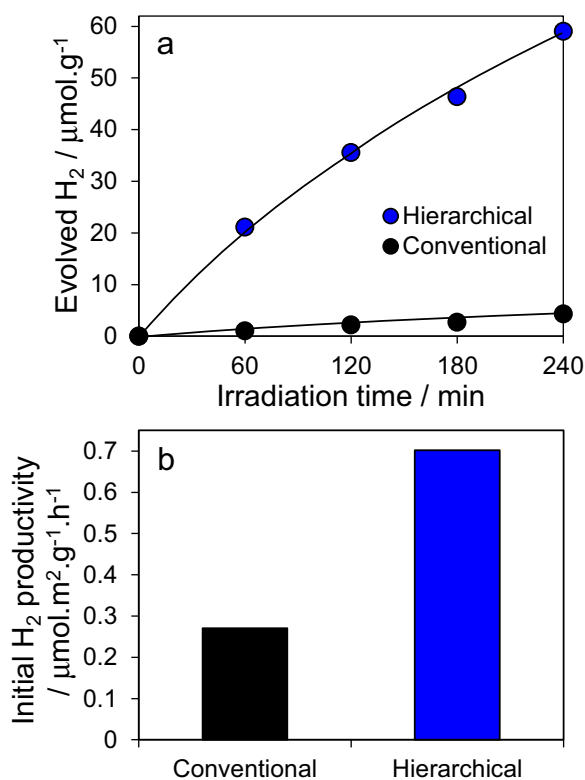 a
60
50
40
30
20
10
0
Evolved H₂ / μmol.g⁻¹
Hierarchical
Conventional
0 60 120 180 240
Irradiation time / min
b
0.7
0.6
0.5
0.4
0.3
0.2
0.1
0
Initial H₂ productivity
/ μmol.m².g⁻¹.h⁻¹
Conventional Hierarchical